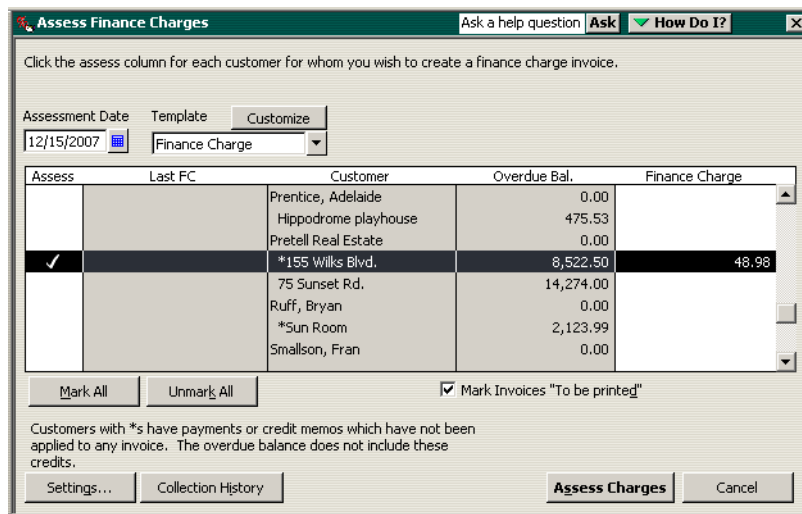 Assess Finance Charges Ask a help question Ask How Do I?
Click the assess column for each customer for whom you wish to create a finance charge invoice.
Assessment Date Template Customize
12/15/2007 Finance Charge
Assess Last FC Customer Overdue Bal. Finance Charge
Prentice, Adelaide 0.00
Hippodrome playhouse 475.53
Pretell Real Estate 0.00
*155 Wilks Blvd. 8,522.50 48.98
75 Sunset Rd. 14,274.00
Ruff, Bryan 0.00
*Sun Room 2,123.99
Smallson, Fran 0.00
Mark All Unmark All Mark Invoices "To be printed"
Customers with *s have payments or credit memos which have not been
applied to any invoice. The overdue balance does not include these
credits.
Settings... Collection History Assess Charges Cancel